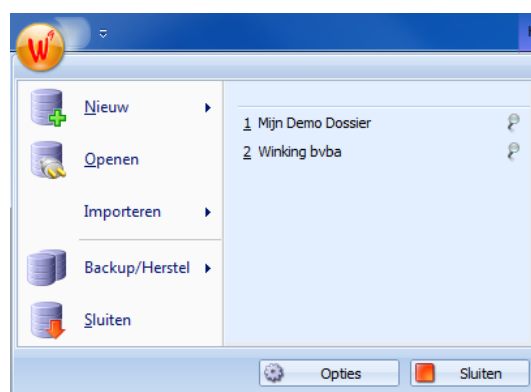 W
Nieuw
Openen
Importeren
Backup/Herstel
Sluiten
1 Mijn Demo Dossier
2 Winking bvba
Opties
Sluiten